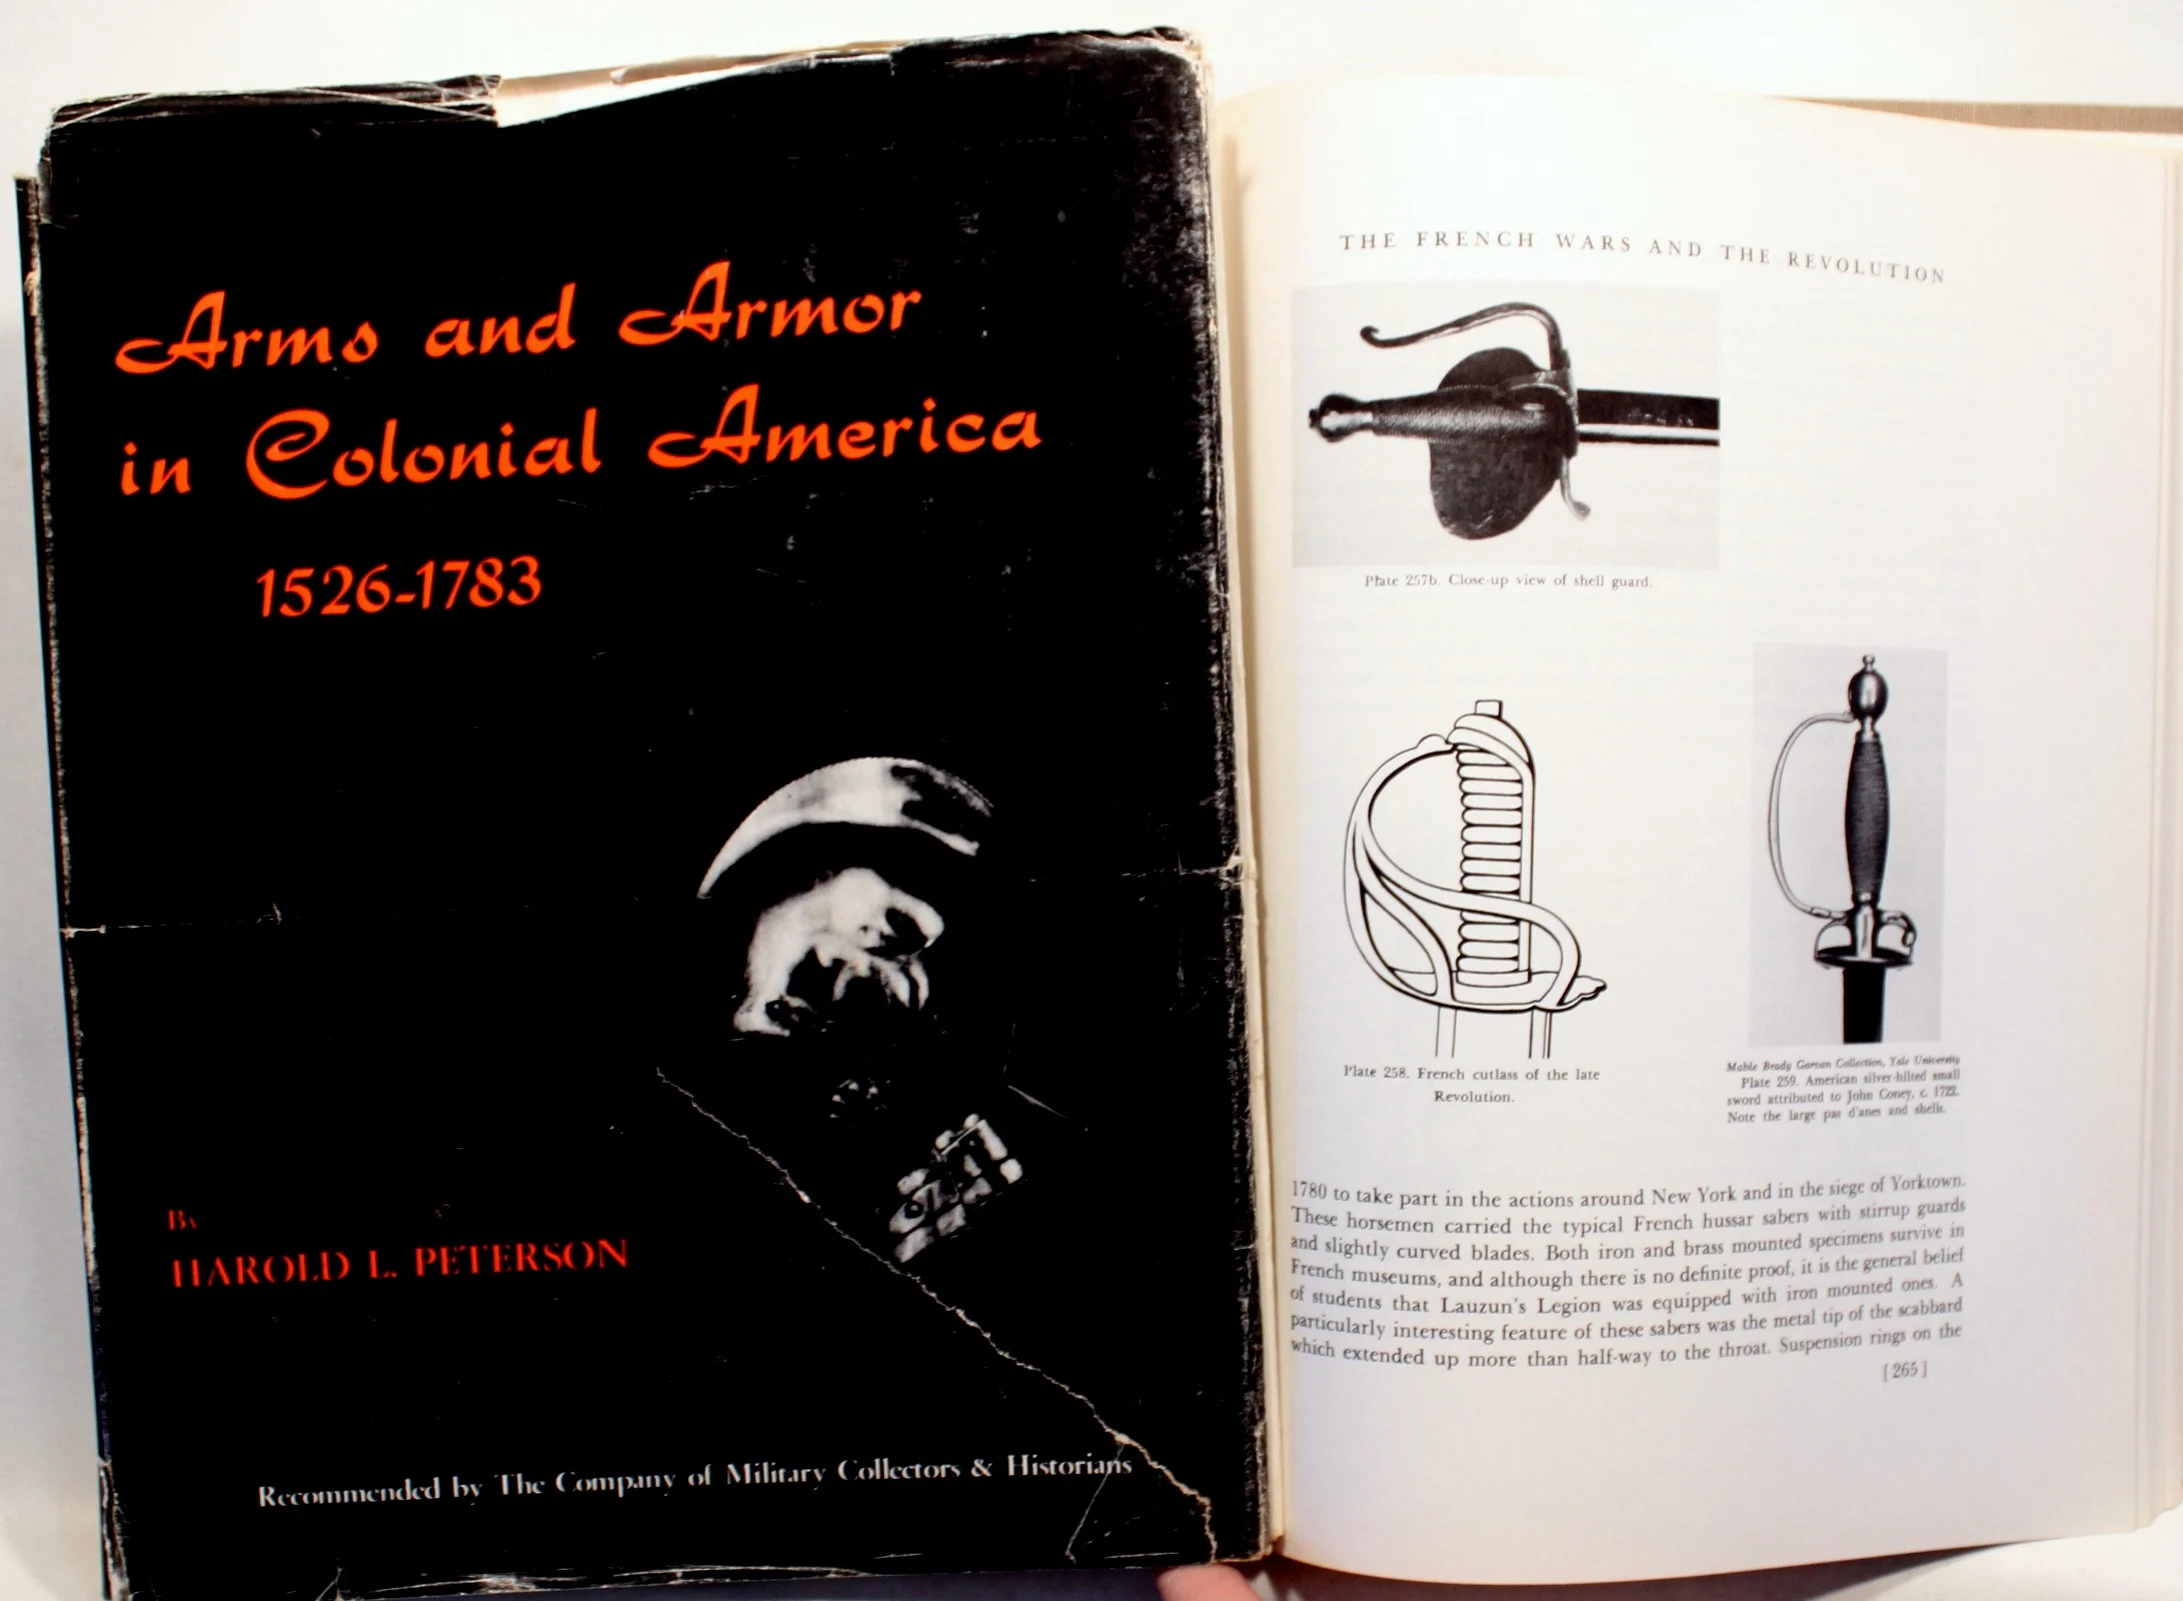 Arms and Armor
in Colonial America
1526-1783
By
HAROLD L. PETERSON
Recommended by The Company of Military Collectors & Historians
THE FRENCH WARS AND THE REVOLUTION
Plate 257b. Close-up view of shell guard.
Plate 258. French cutlass of the late
Revolution.
Mable Brady Garvan Collection, Yale University
Plate 259. American silver-hilted small
sword attributed to John Coney, c. 1722.
Note the large pas d'anes and shells.
1780 to take part in the actions around New York and in the siege of Yorktown.
These horsemen carried the typical French hussar sabers with stirrup guards
and slightly curved blades. Both iron and brass mounted specimens survive in
French museums, and although there is no definite proof, it is the general belief
of students that Lauzun's Legion was equipped with iron mounted ones. A
particularly interesting feature of these sabers was the metal tip of the scabbard
which extended up more than half-way to the throat. Suspension rings on the
[ 265 ]